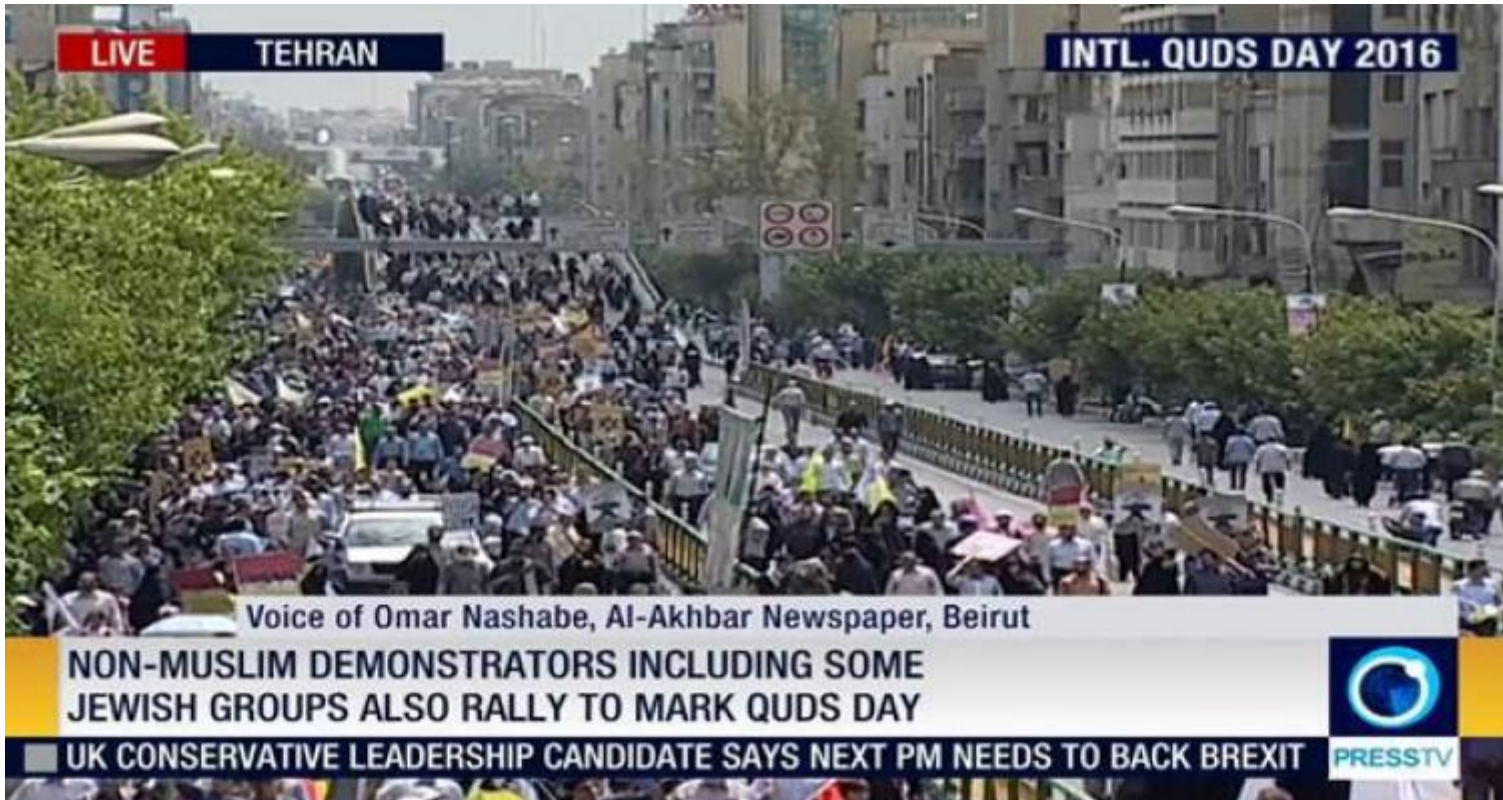 LIVE TEHRAN
INTL. QUDS DAY 2016
Voice of Omar Nashabe, Al-Akhbar Newspaper, Beirut
NON-MUSLIM DEMONSTRATORS INCLUDING SOME
JEWISH GROUPS ALSO RALLY TO MARK QUDS DAY
UK CONSERVATIVE LEADERSHIP CANDIDATE SAYS NEXT PM NEEDS TO BACK BREXIT
PRESSTV